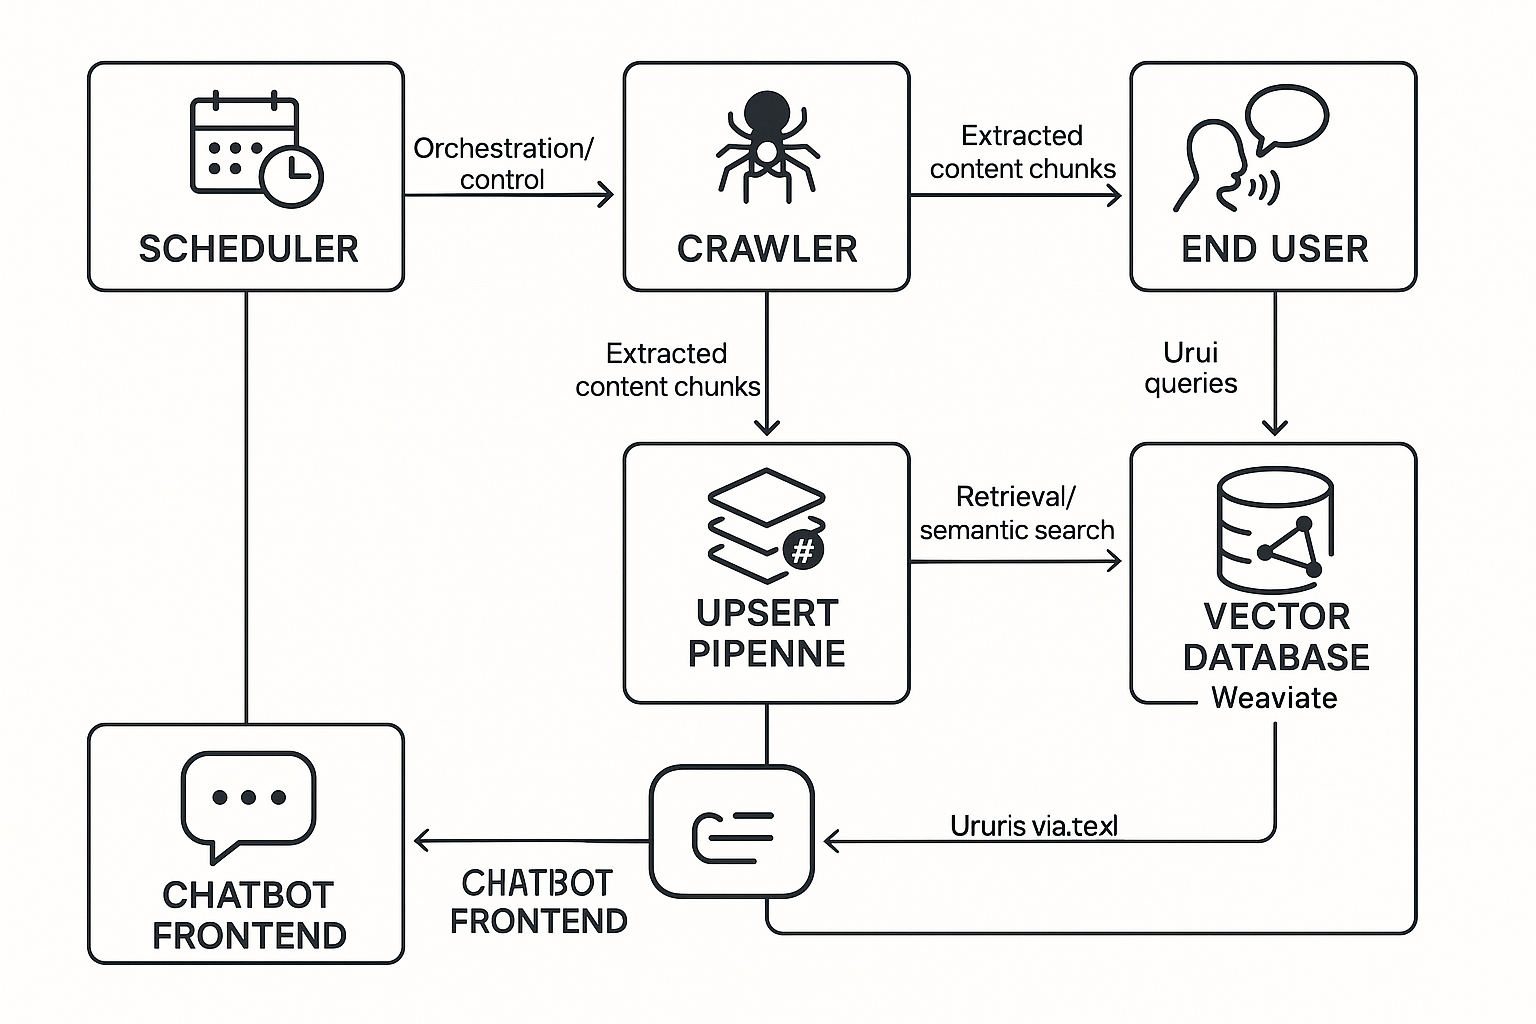 Orchestration/
control
SCHEDULER
Extracted
content chunks
CRAWLER
END USER
Extracted
content chunks
Urui
queries
#
UPSERT
PIPENNE
Retrieval/
semantic search
VECTOR
DATABASE
Weaviate
CHATBOT
FRONTEND
CHATBOT
FRONTEND
Ururis via.texl